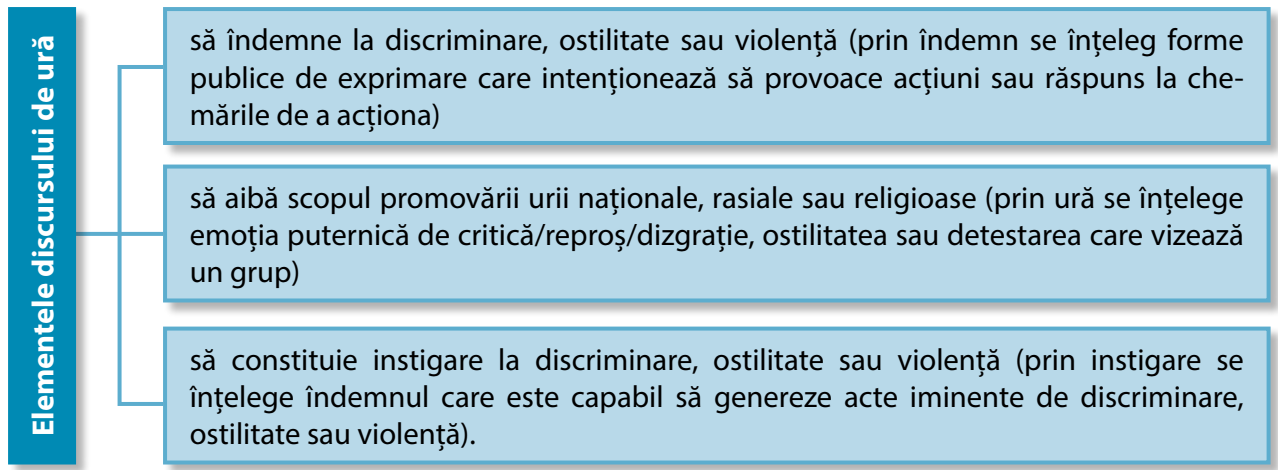 Elementele discursului de ură
să îndemne la discriminare, ostilitate sau violență (prin îndemn se înțeleg forme
publice de exprimare care intenționează să provoace acțiuni sau răspuns la che-
mările de a acționa)
să aibă scopul promovării urii naționale, rasiale sau religioase (prin ură se înțelege
emoția puternică de critică/reproș/dizgrație, ostilitatea sau detestarea care vizează
un grup)
să constituie instigare la discriminare, ostilitate sau violență (prin instigare se
înțelege îndemnul care este capabil să genereze acte iminente de discriminare,
ostilitate sau violență).